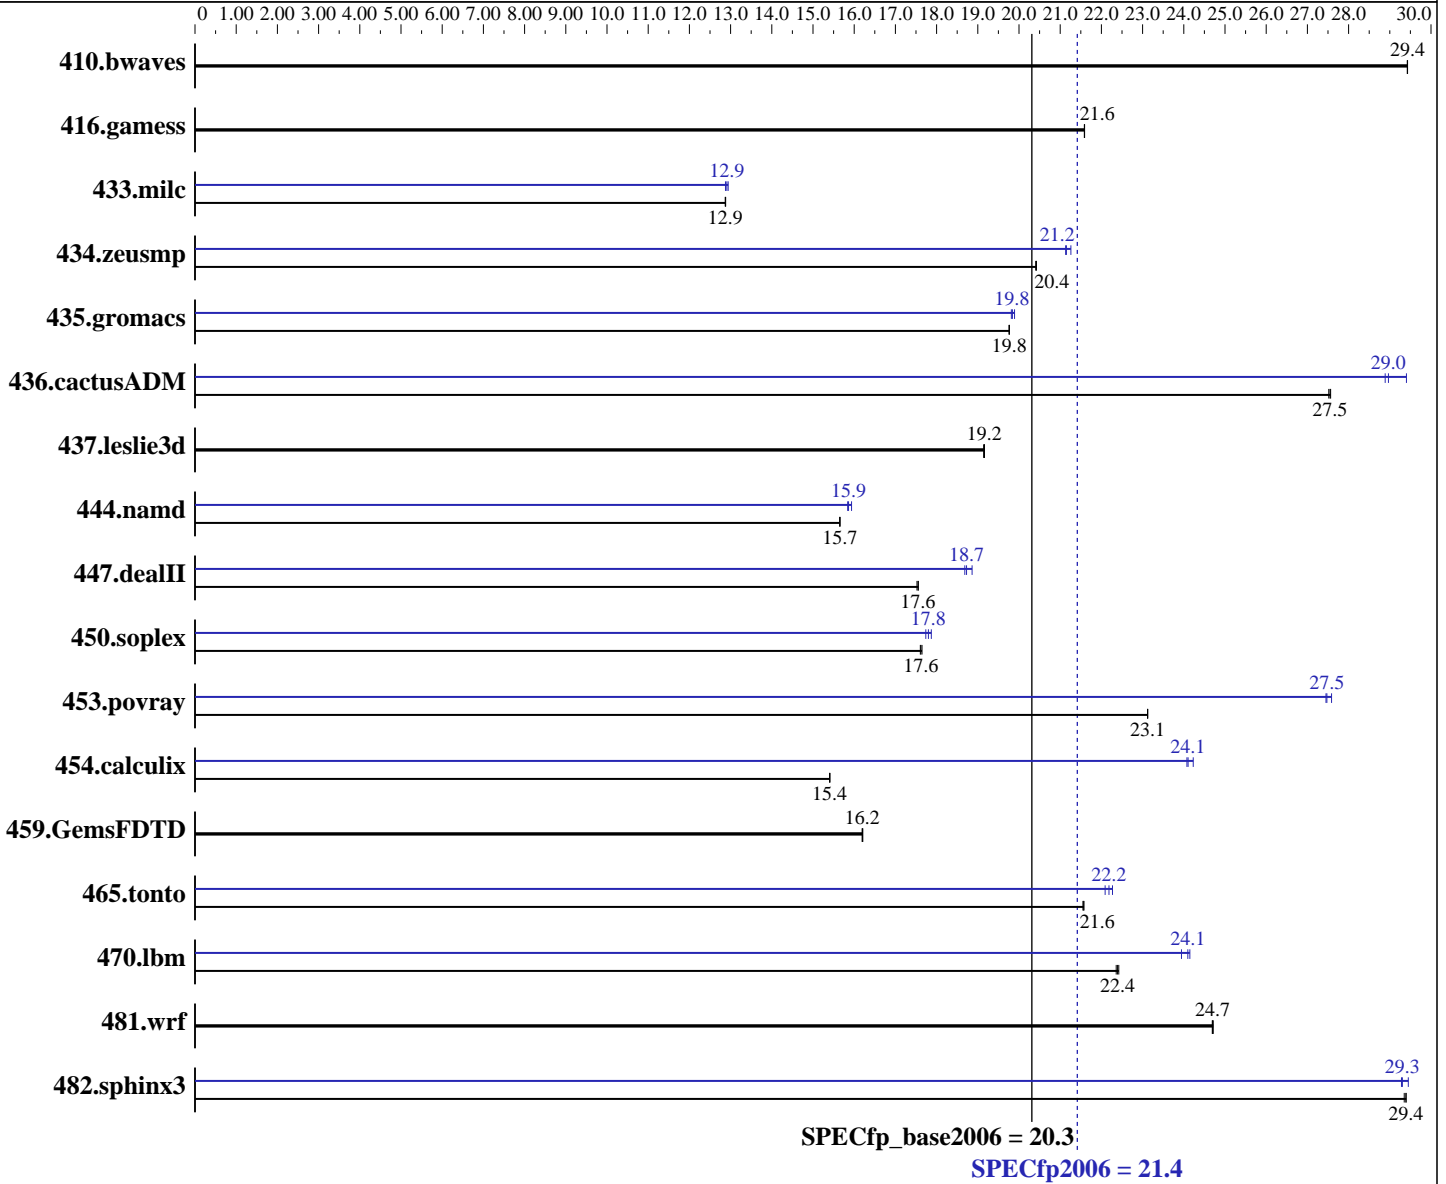 0 1.00 2.00 3.00 4.00 5.00 6.00 7.00 8.00 9.00 10.0 11.0 12.0 13.0 14.0 15.0 16.0 17.0 18.0 19.0 20.0 21.0 22.0 23.0 24.0 25.0 26.0 27.0 28.0 30.0
410.bwaves 29.4
416.gamess 21.6
433.milc 12.9
12.9
434.zeusmp 21.2
20.4
435.gromacs 19.8
19.8
436.cactusADM 29.0
27.5
437.leslie3d 19.2
444.namd 15.9
15.7
447.dealII 18.7
17.6
450.soplex 17.8
17.6
453.povray 27.5
23.1
454.calculix 24.1
15.4
459.GemsFDTD 16.2
465.tonto 22.2
21.6
470.lbm 24.1
22.4
481.wrf 24.7
482.sphinx3 29.3
29.4
SPECfp_base2006 = 20.3
SPECfp2006 = 21.4